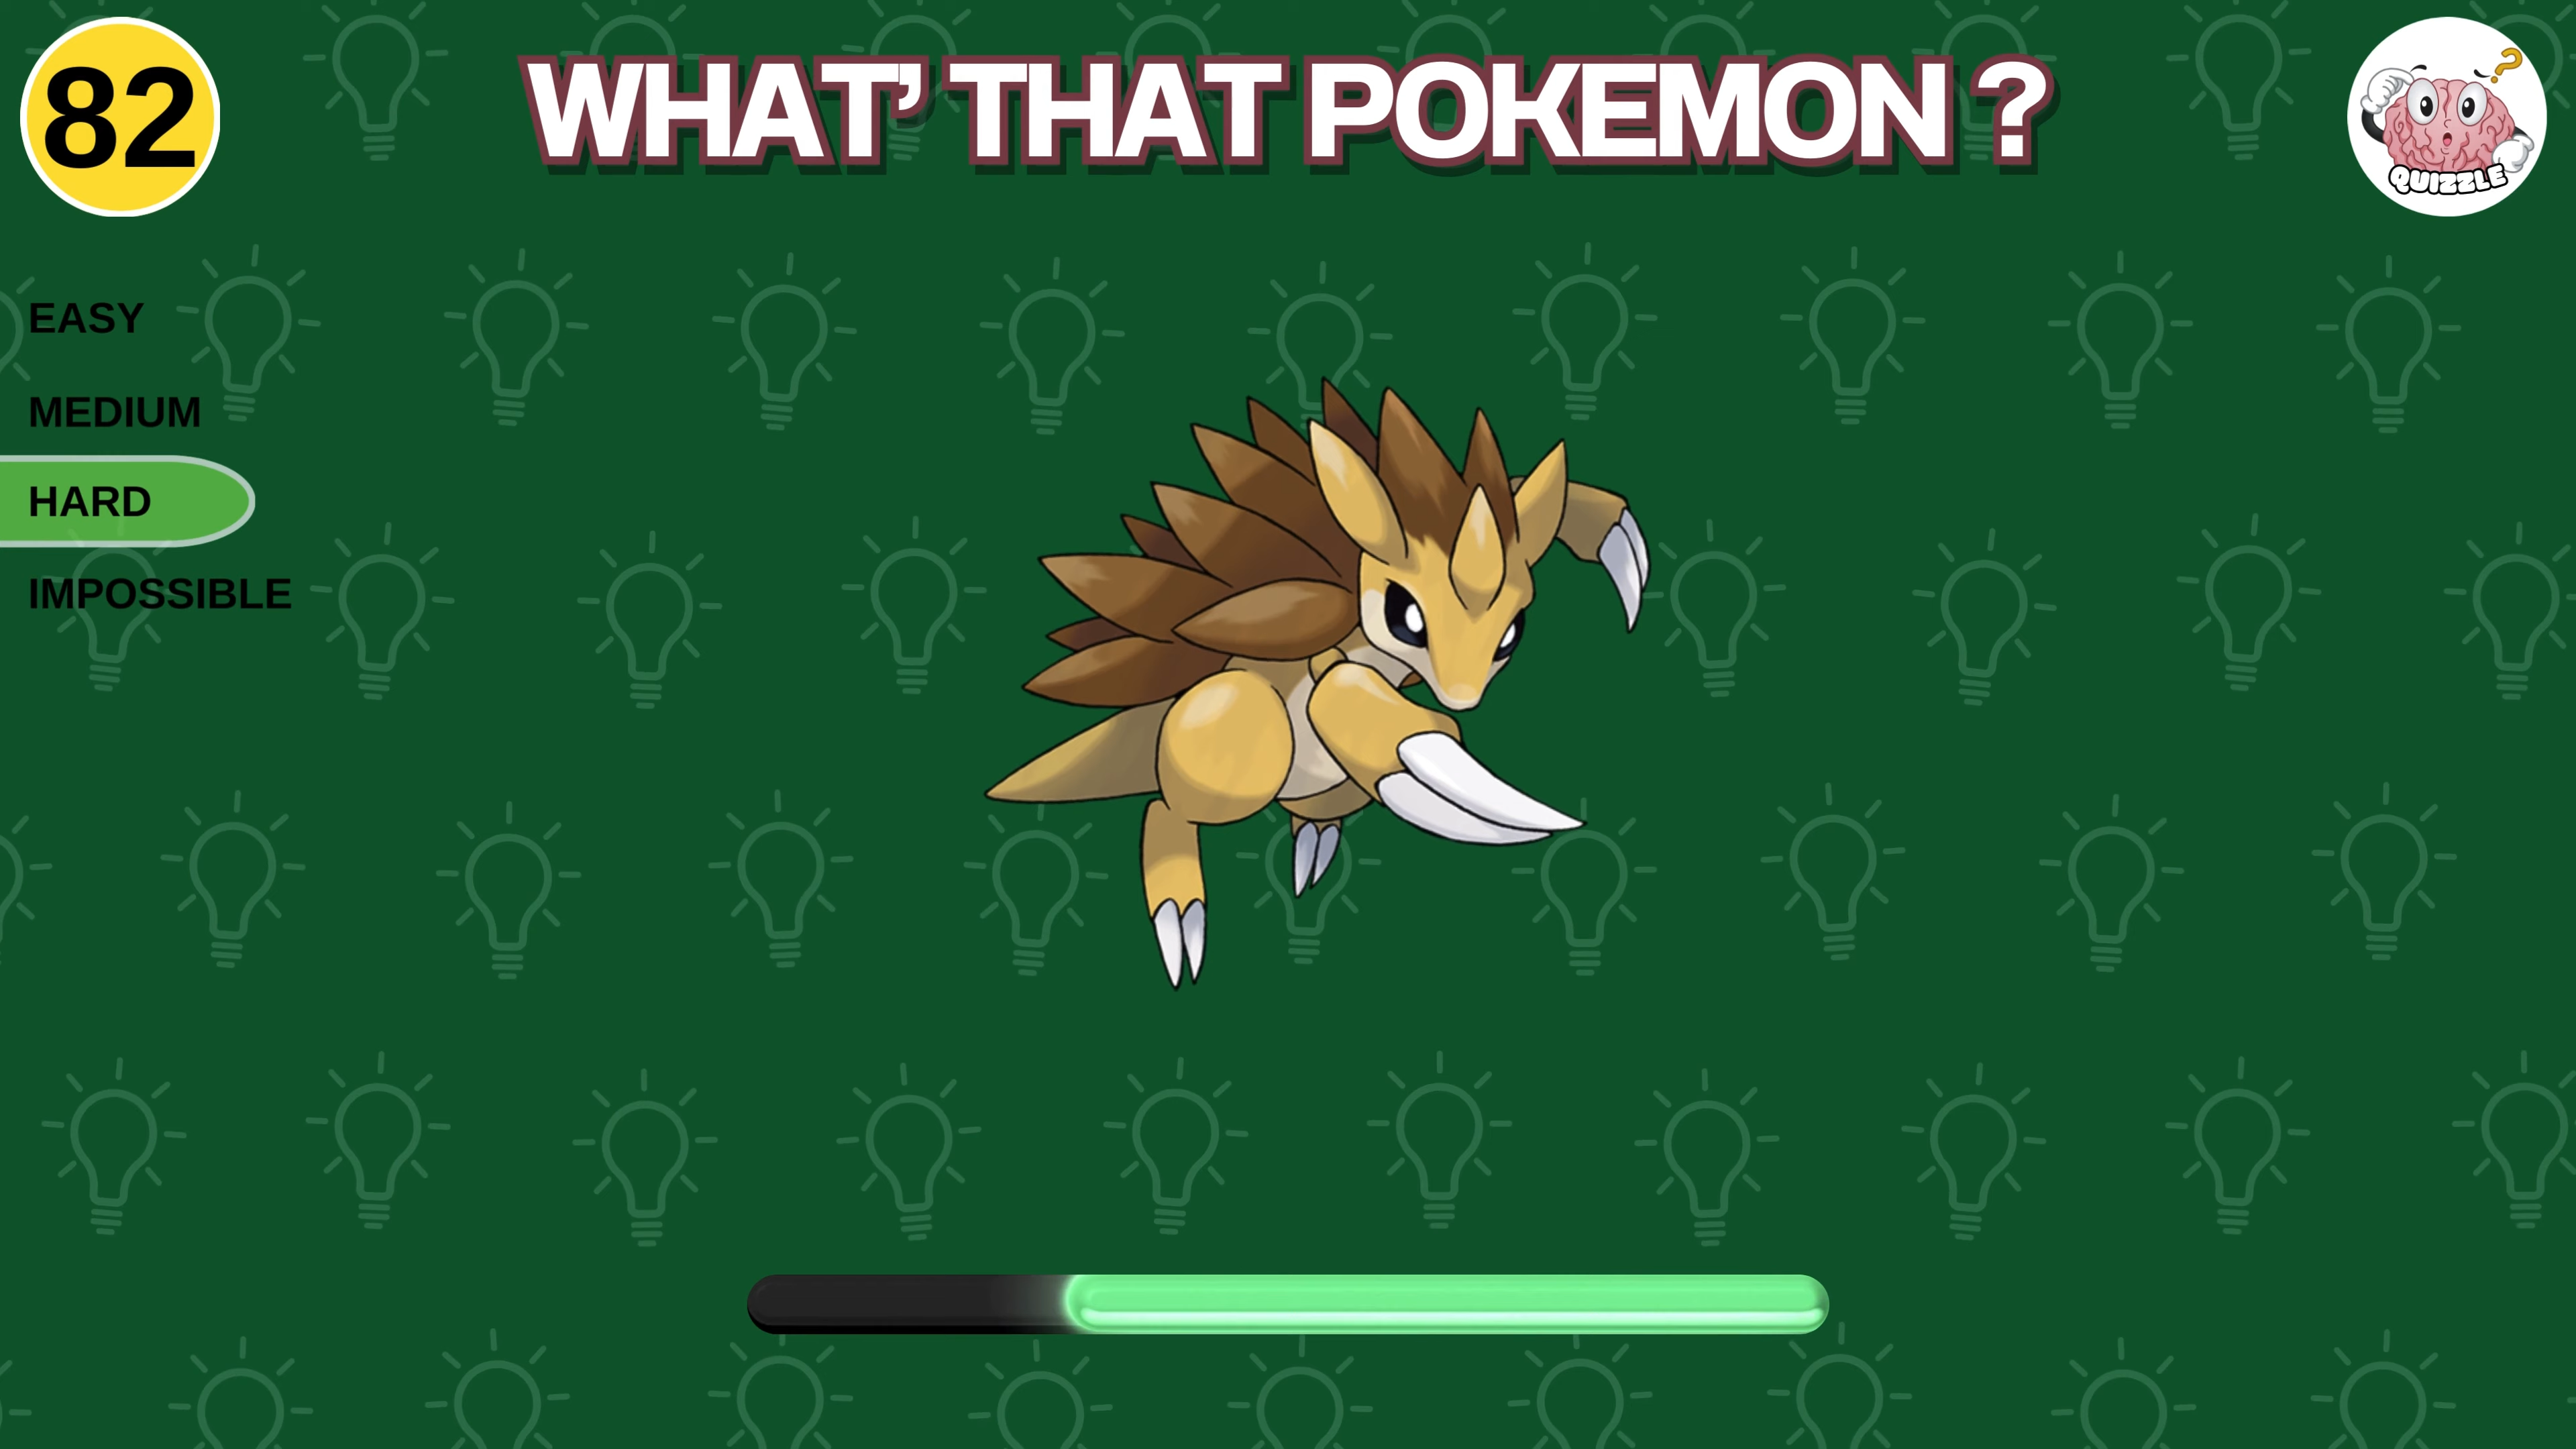 82
WHAT’ THAT POKEMON ?
QUIZZLE
EASY
MEDIUM
HARD
IMPOSSIBLE